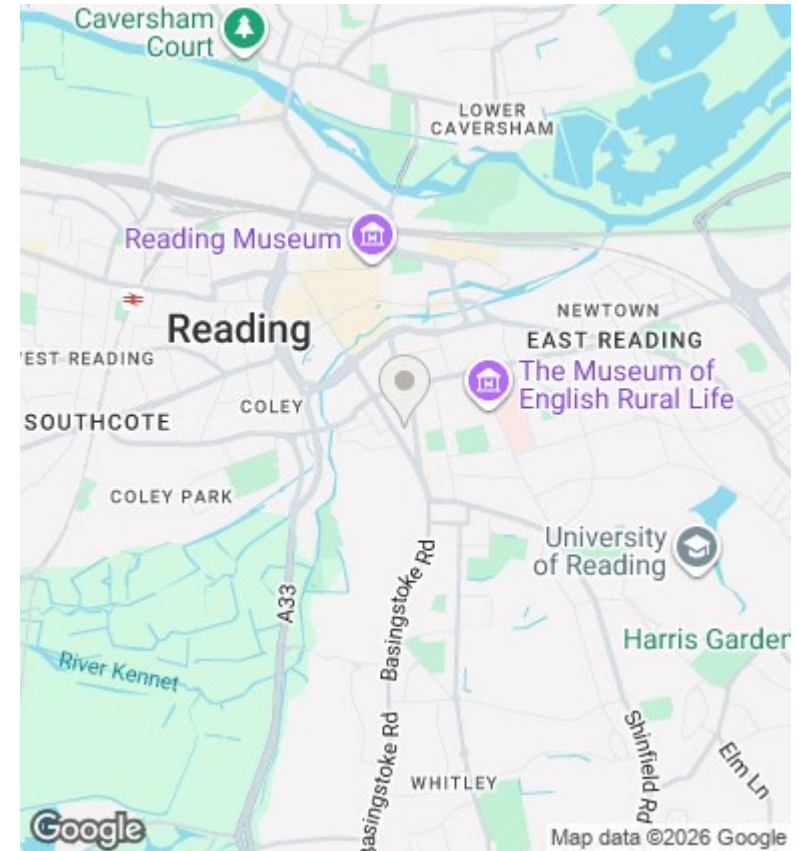 Caversham
Court
LOWER
CAVERSHAM
Reading Museum
NEWTOWN
Reading
EAST READING
EST READING
The Museum of
English Rural Life
COLEY
SOUTHCOTE
COLEY PARK
University
of Reading
Basingstoke Rd
A33
Harris Garden
River Kennet
Shinfield Rd
Basingstoke Rd
Elm Ln
WHITLEY
Google
Map data ©2026 Google